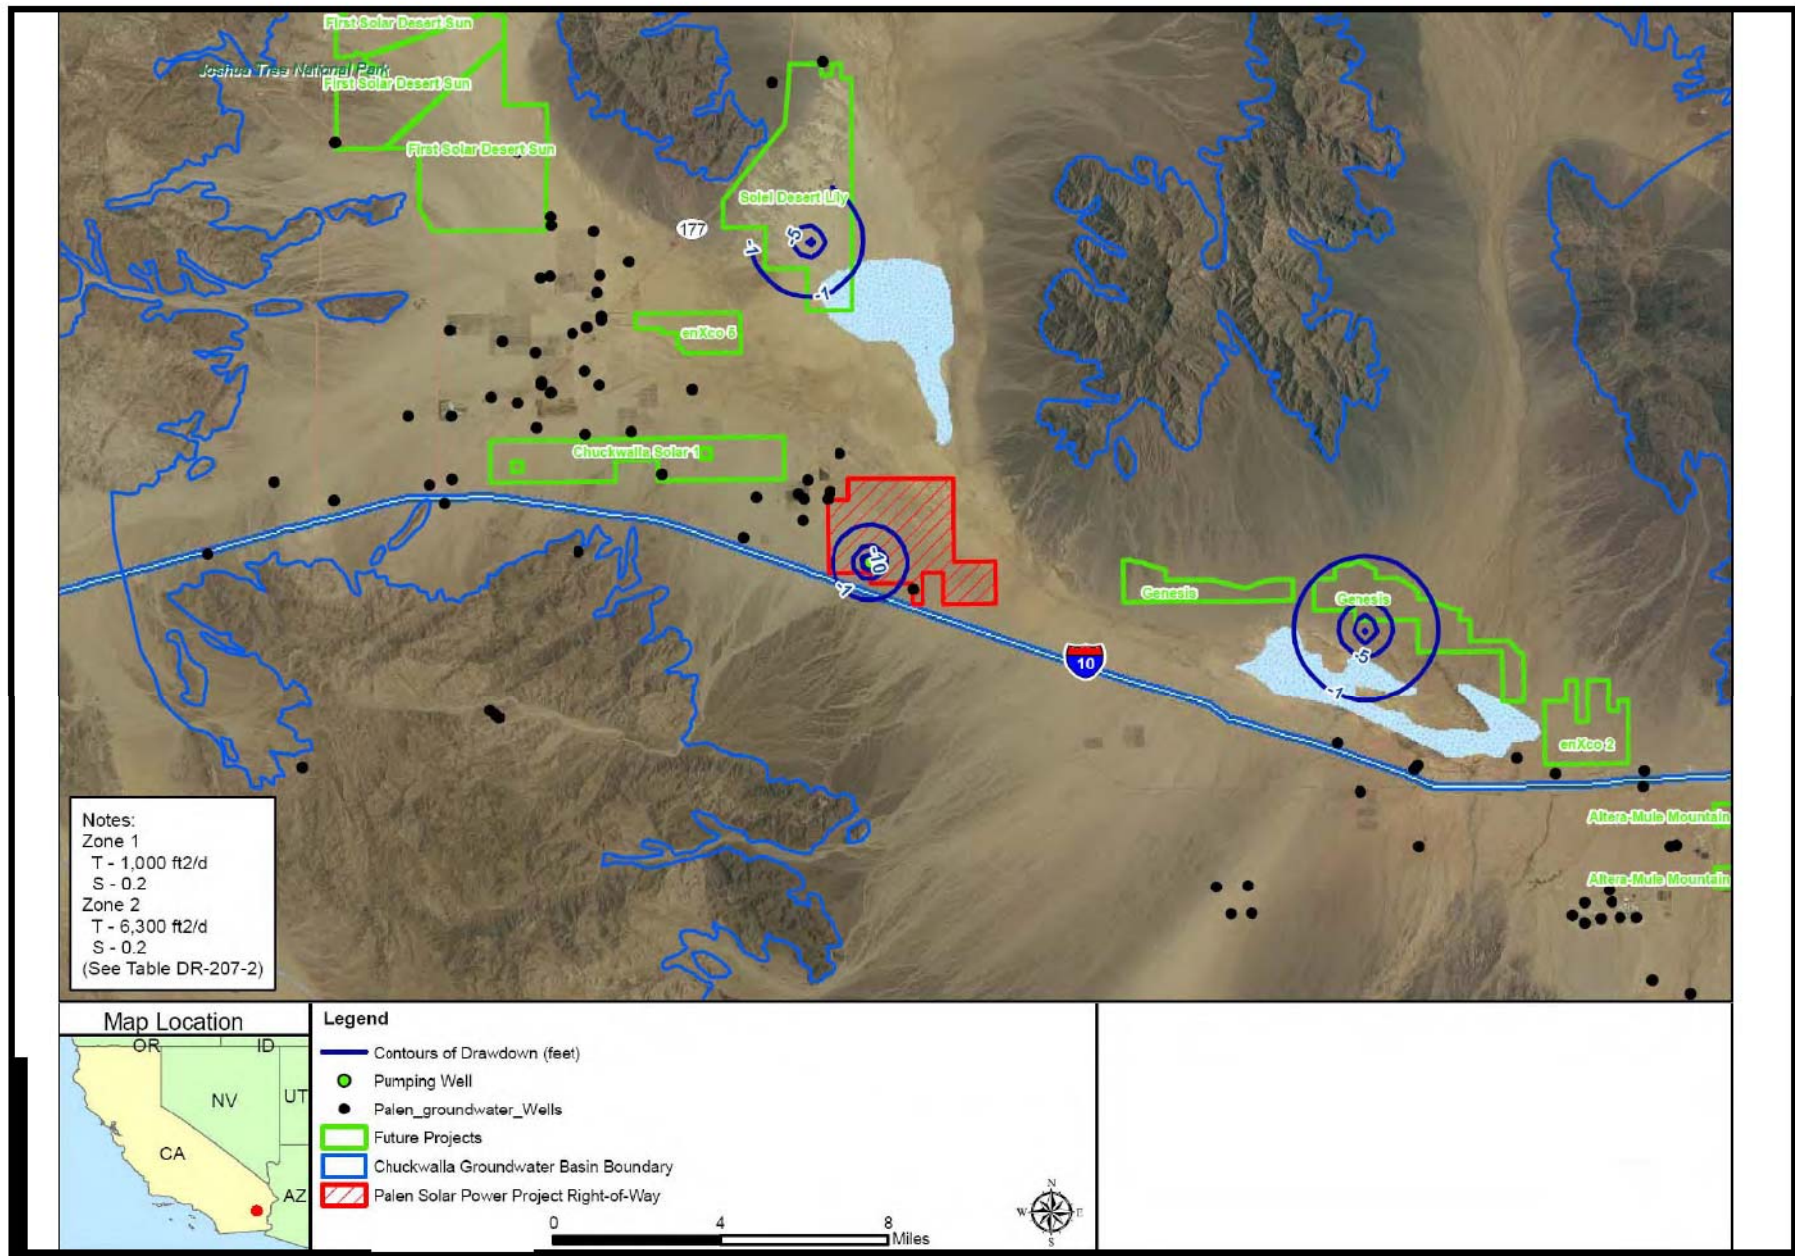 First Solar Desert Sun
Joshua Tree National Park
First Solar Desert Sun
First Solar Desert Sun
Solel Desert Lily
177
-5
-1
-1
enXco 5
Chuckwalla Solar 1
-10
-1
Genesis
Genesis
-5
-1
10
enXco 2
Altera-Mule Mountain
Altera-Mule Mountain
Notes:
Zone 1
T - 1,000 ft2/d
S - 0.2
Zone 2
T - 6,300 ft2/d
S - 0.2
(See Table DR-207-2)
Map Location
OR
ID
NV
UT
CA
AZ
Legend
Contours of Drawdown (feet)
Pumping Well
Palen_groundwater_Wells
Future Projects
Chuckwalla Groundwater Basin Boundary
Palen Solar Power Project Right-of-Way
N
W
E
S
0 4 8
Miles